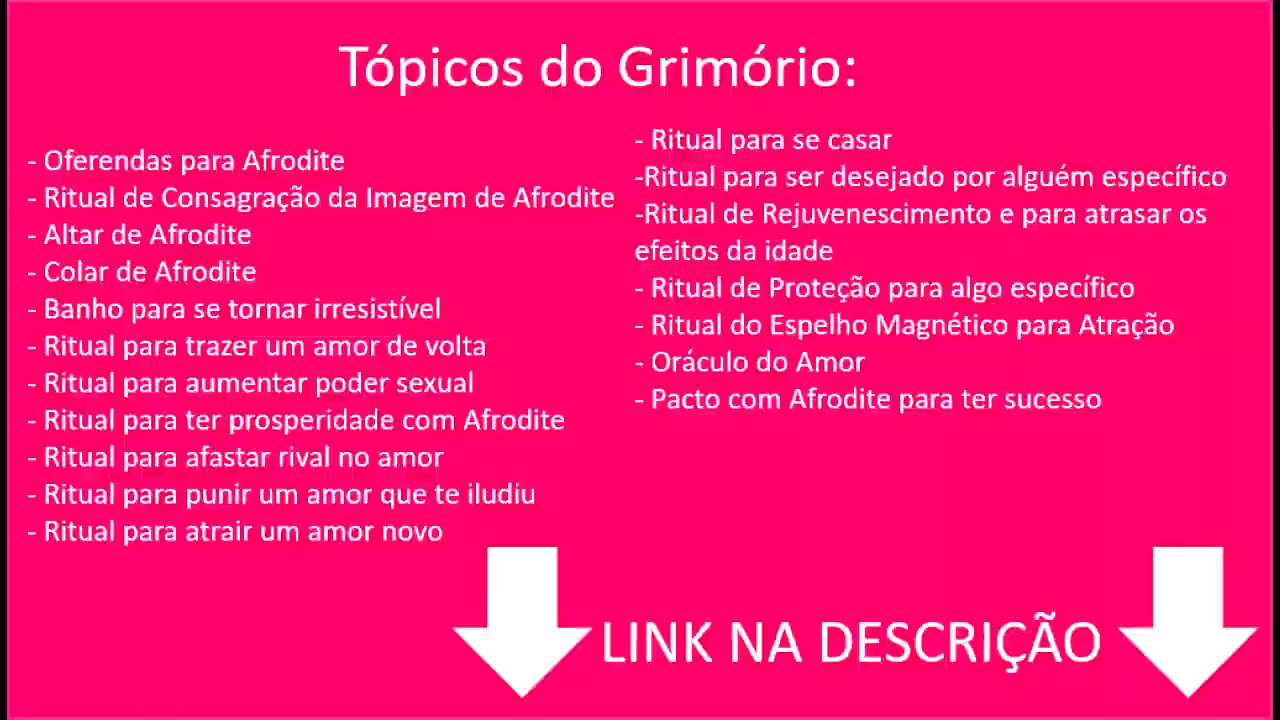 Tópicos do Grimório:
- Oferendas para Afrodite
- Ritual de Consagração da Imagem de Afrodite
- Altar de Afrodite
- Colar de Afrodite
- Banho para se tornar irresistível
- Ritual para trazer um amor de volta
- Ritual para aumentar poder sexual
- Ritual para ter prosperidade com Afrodite
- Ritual para afastar rival no amor
- Ritual para punir um amor que te iludiu
- Ritual para atrair um amor novo
- Ritual para se casar
-Ritual para ser desejado por alguém específico
-Ritual de Rejuvenescimento e para atrasar os
efeitos da idade
- Ritual de Proteção para algo específico
- Ritual do Espelho Magnético para Atração
- Oráculo do Amor
- Pacto com Afrodite para ter sucesso
LINK NA DESCRIÇÃO